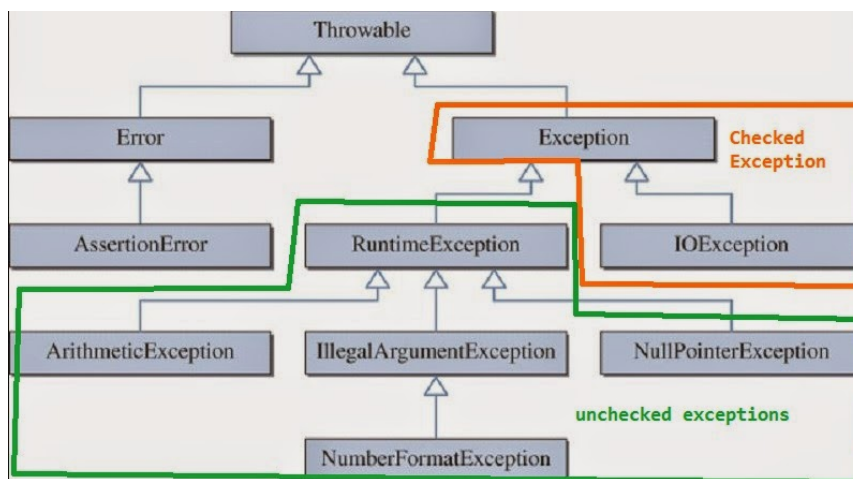 Throwable
Error
Exception
Checked
Exception
AssertionError
RuntimeException
IOException
ArithmeticException
IllegalArgumentException
NullPointerException
unchecked exceptions
NumberFormatException